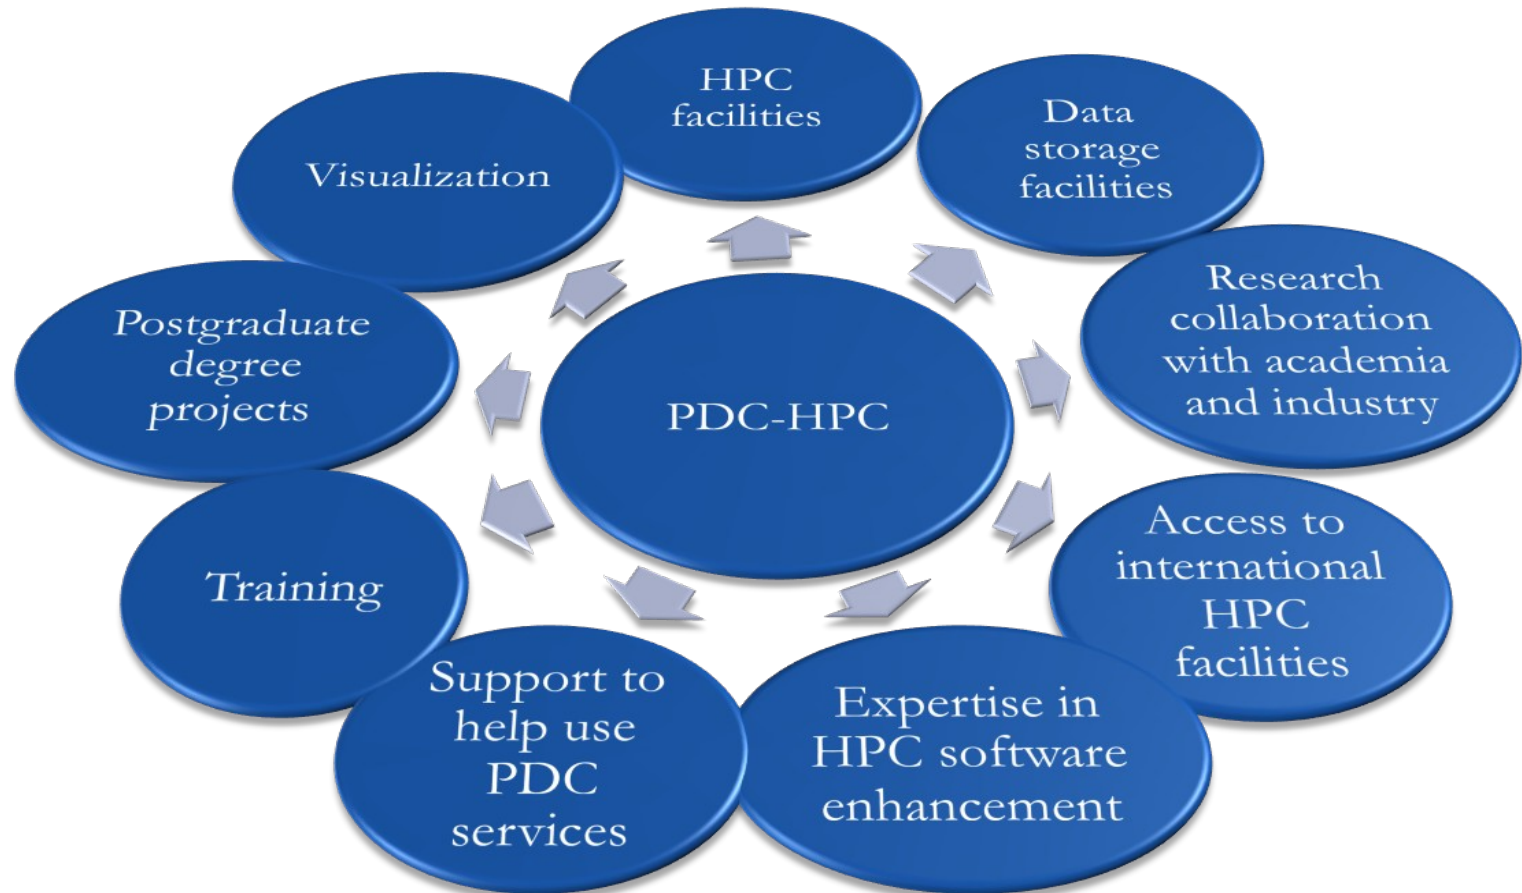 HPC
facilities
Data
storage
facilities
Research
collaboration
with academia
and industry
Access to
international
HPC
facilities
Expertise in
HPC software
enhancement
Support to
help use
PDC
services
Training
Postgraduate
degree
projects
Visualization
PDC-HPC